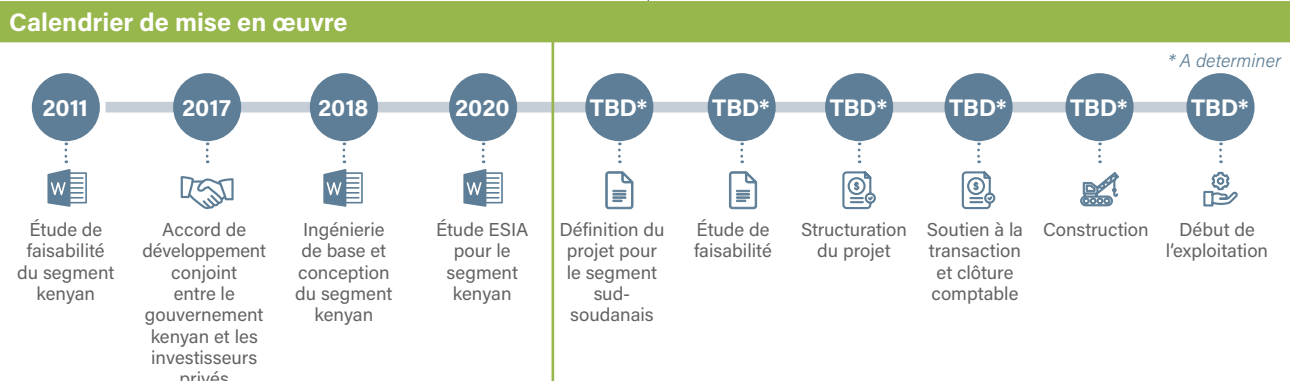 Calendrier de mise en œuvre
* A determiner
2011
2017
2018
2020
TBD*
TBD*
TBD*
TBD*
TBD*
TBD*
W
W
W
$
$
Étude de
faisabilité
du segment
kenyan
Accord de
développement
conjoint
entre le
gouvernement
kenyan et les
investisseurs
privés
Ingénierie
de base et
conception
du segment
kenyan
Étude ESIA
pour le
segment
kenyan
Définition du
projet pour
le segment
sud-
soudanais
Étude de
faisabilité
Structuration
du projet
Soutien à la
transaction
et clôture
comptable
Construction
Début de
l'exploitation